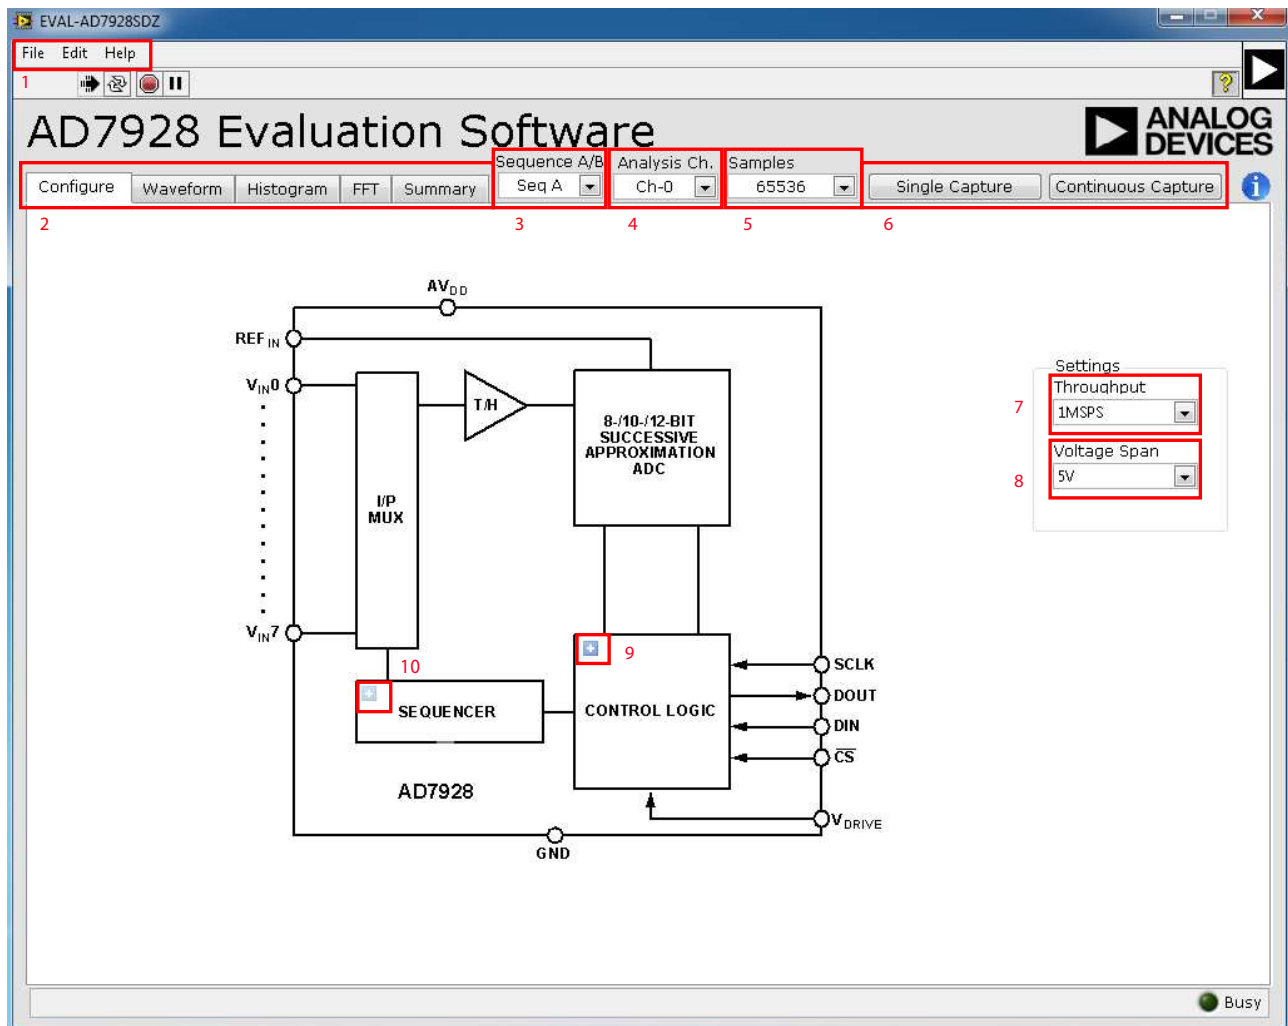 EVAL-AD7928SDZ
File Edit Help
1
AD7928 Evaluation Software
ANALOG
DEVICES
Sequence A/B Analysis Ch. Samples
Configure Waveform Histogram FFT Summary Seq A Ch-0 65536 Single Capture Continuous Capture
2 3 4 5 6
AVDD
REF IN
VIN0
T/H
8-/10-/12-BIT
SUCCESSIVE
APPROXIMATION
ADC
I/P
MUX
Settings
Throughput
7 1MSPS
Voltage Span
8 5V
VIN7
9
10
SEQUENCER
CONTROL LOGIC
SCLK
DOUT
DIN
CS
AD7928
VDRIVE
GND
Busy